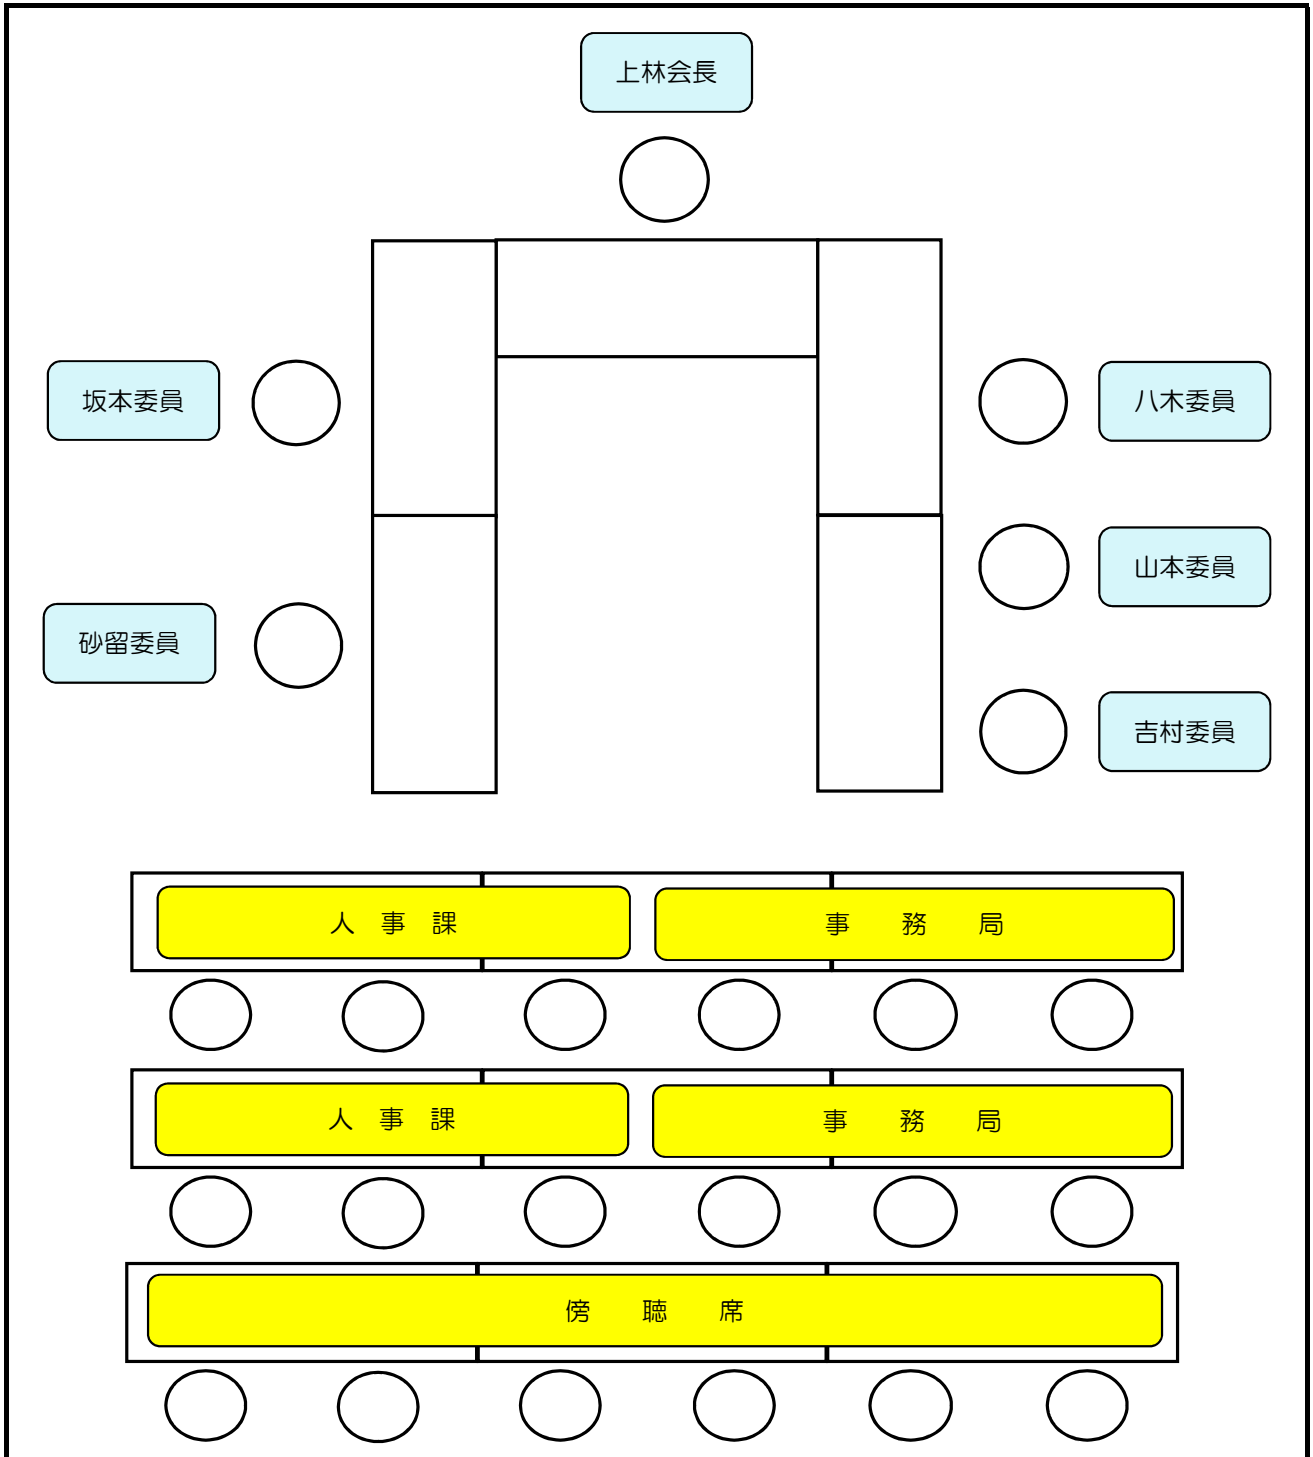 上林会長
坂本委員
八木委員
山本委員
砂留委員
吉村委員
人　事　課
事　　務　　局
人　事　課
事　　務　　局
傍　　聴　　席